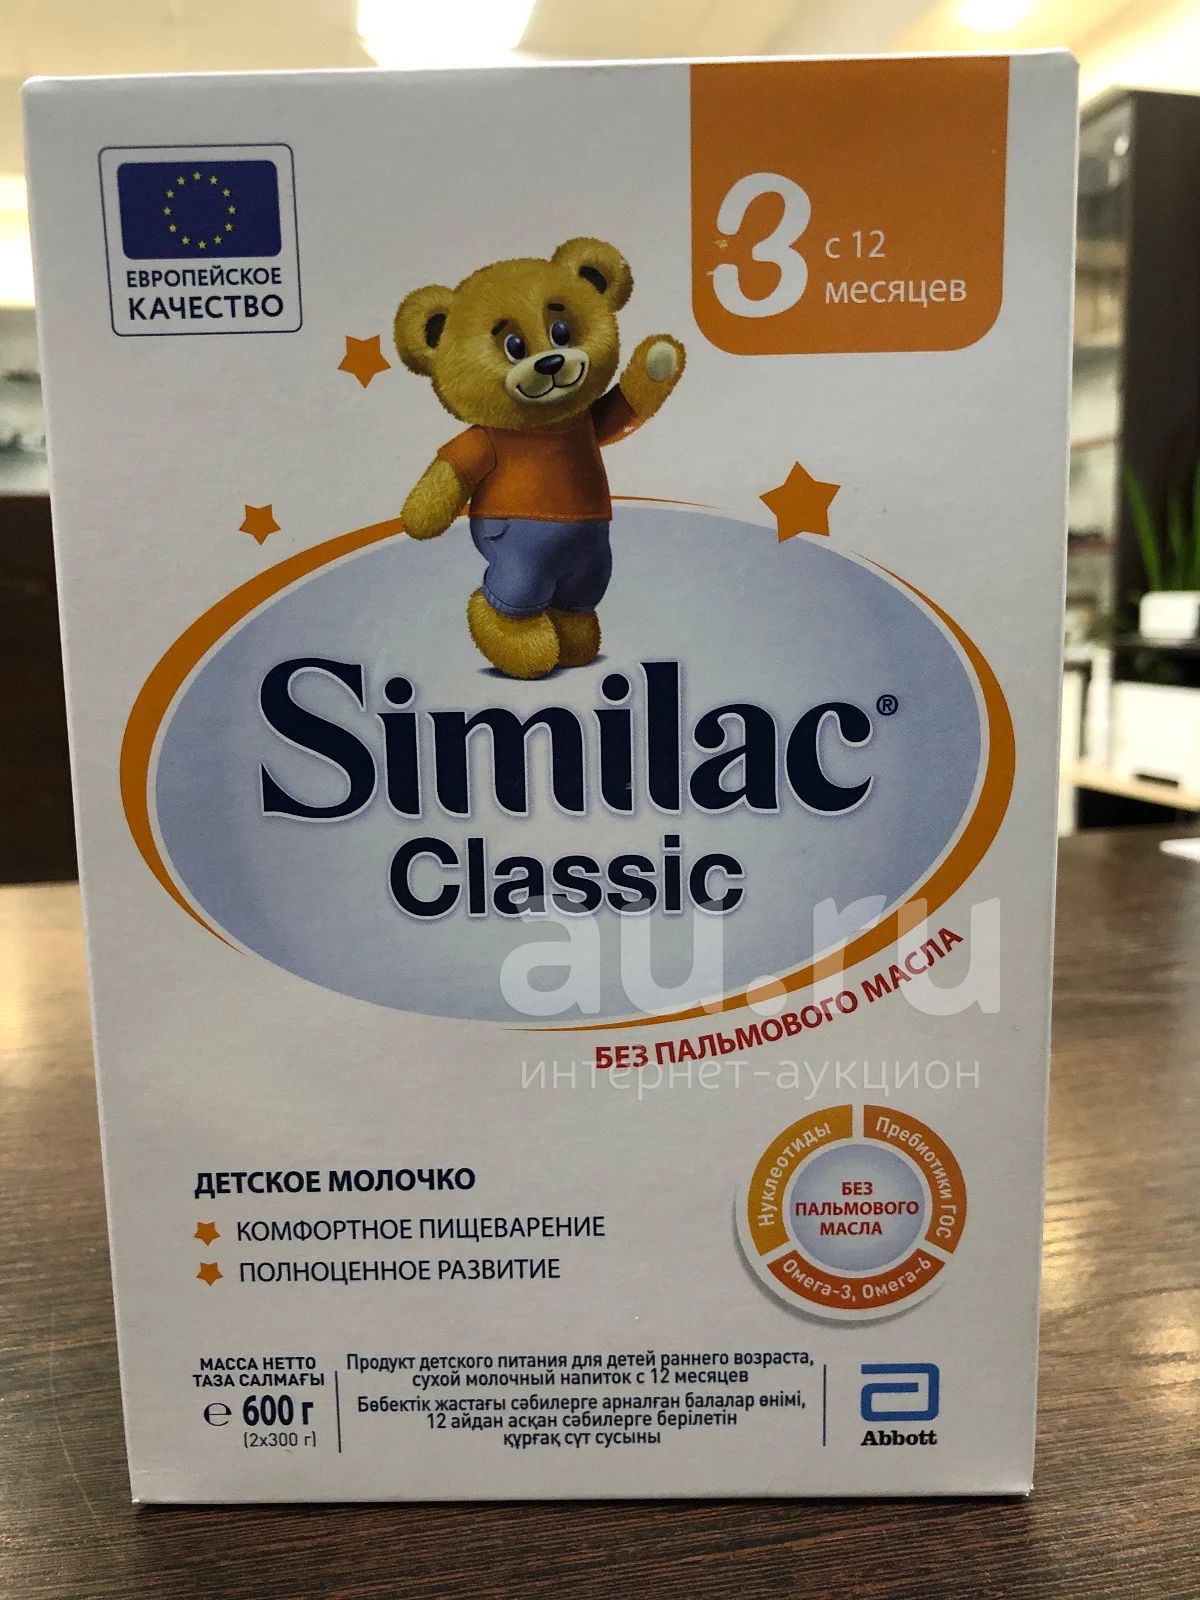 ЕВРОПЕЙСКОЕ
КАЧЕСТВО
3 с 12
месяцев
Similac®
Classic
au.ru
интернет-аукцион
БЕЗ ПАЛЬМОВОГО МАСЛА
ДЕТСКОЕ МОЛОЧКО
КОМФОРТНОЕ ПИЩЕВАРЕНИЕ
ПОЛНОЦЕННОЕ РАЗВИТИЕ
Нуклеотиды
Пребиотики ГОС
Омега-3, Омега-6
БЕЗ
ПАЛЬМОВОГО
МАСЛА
МАССА НЕТТО
ТАЗА САЛМАҒЫ
℮ 600 г
(2x300 г)
Продукт детского питания для детей раннего возраста,
сухой молочный напиток с 12 месяцев
Бөбектік жастағы сәбилерге арналған балалар өнімі,
12 айдан асқан сәбилерге берілетін
құрғақ сүт сусыны
Abbott